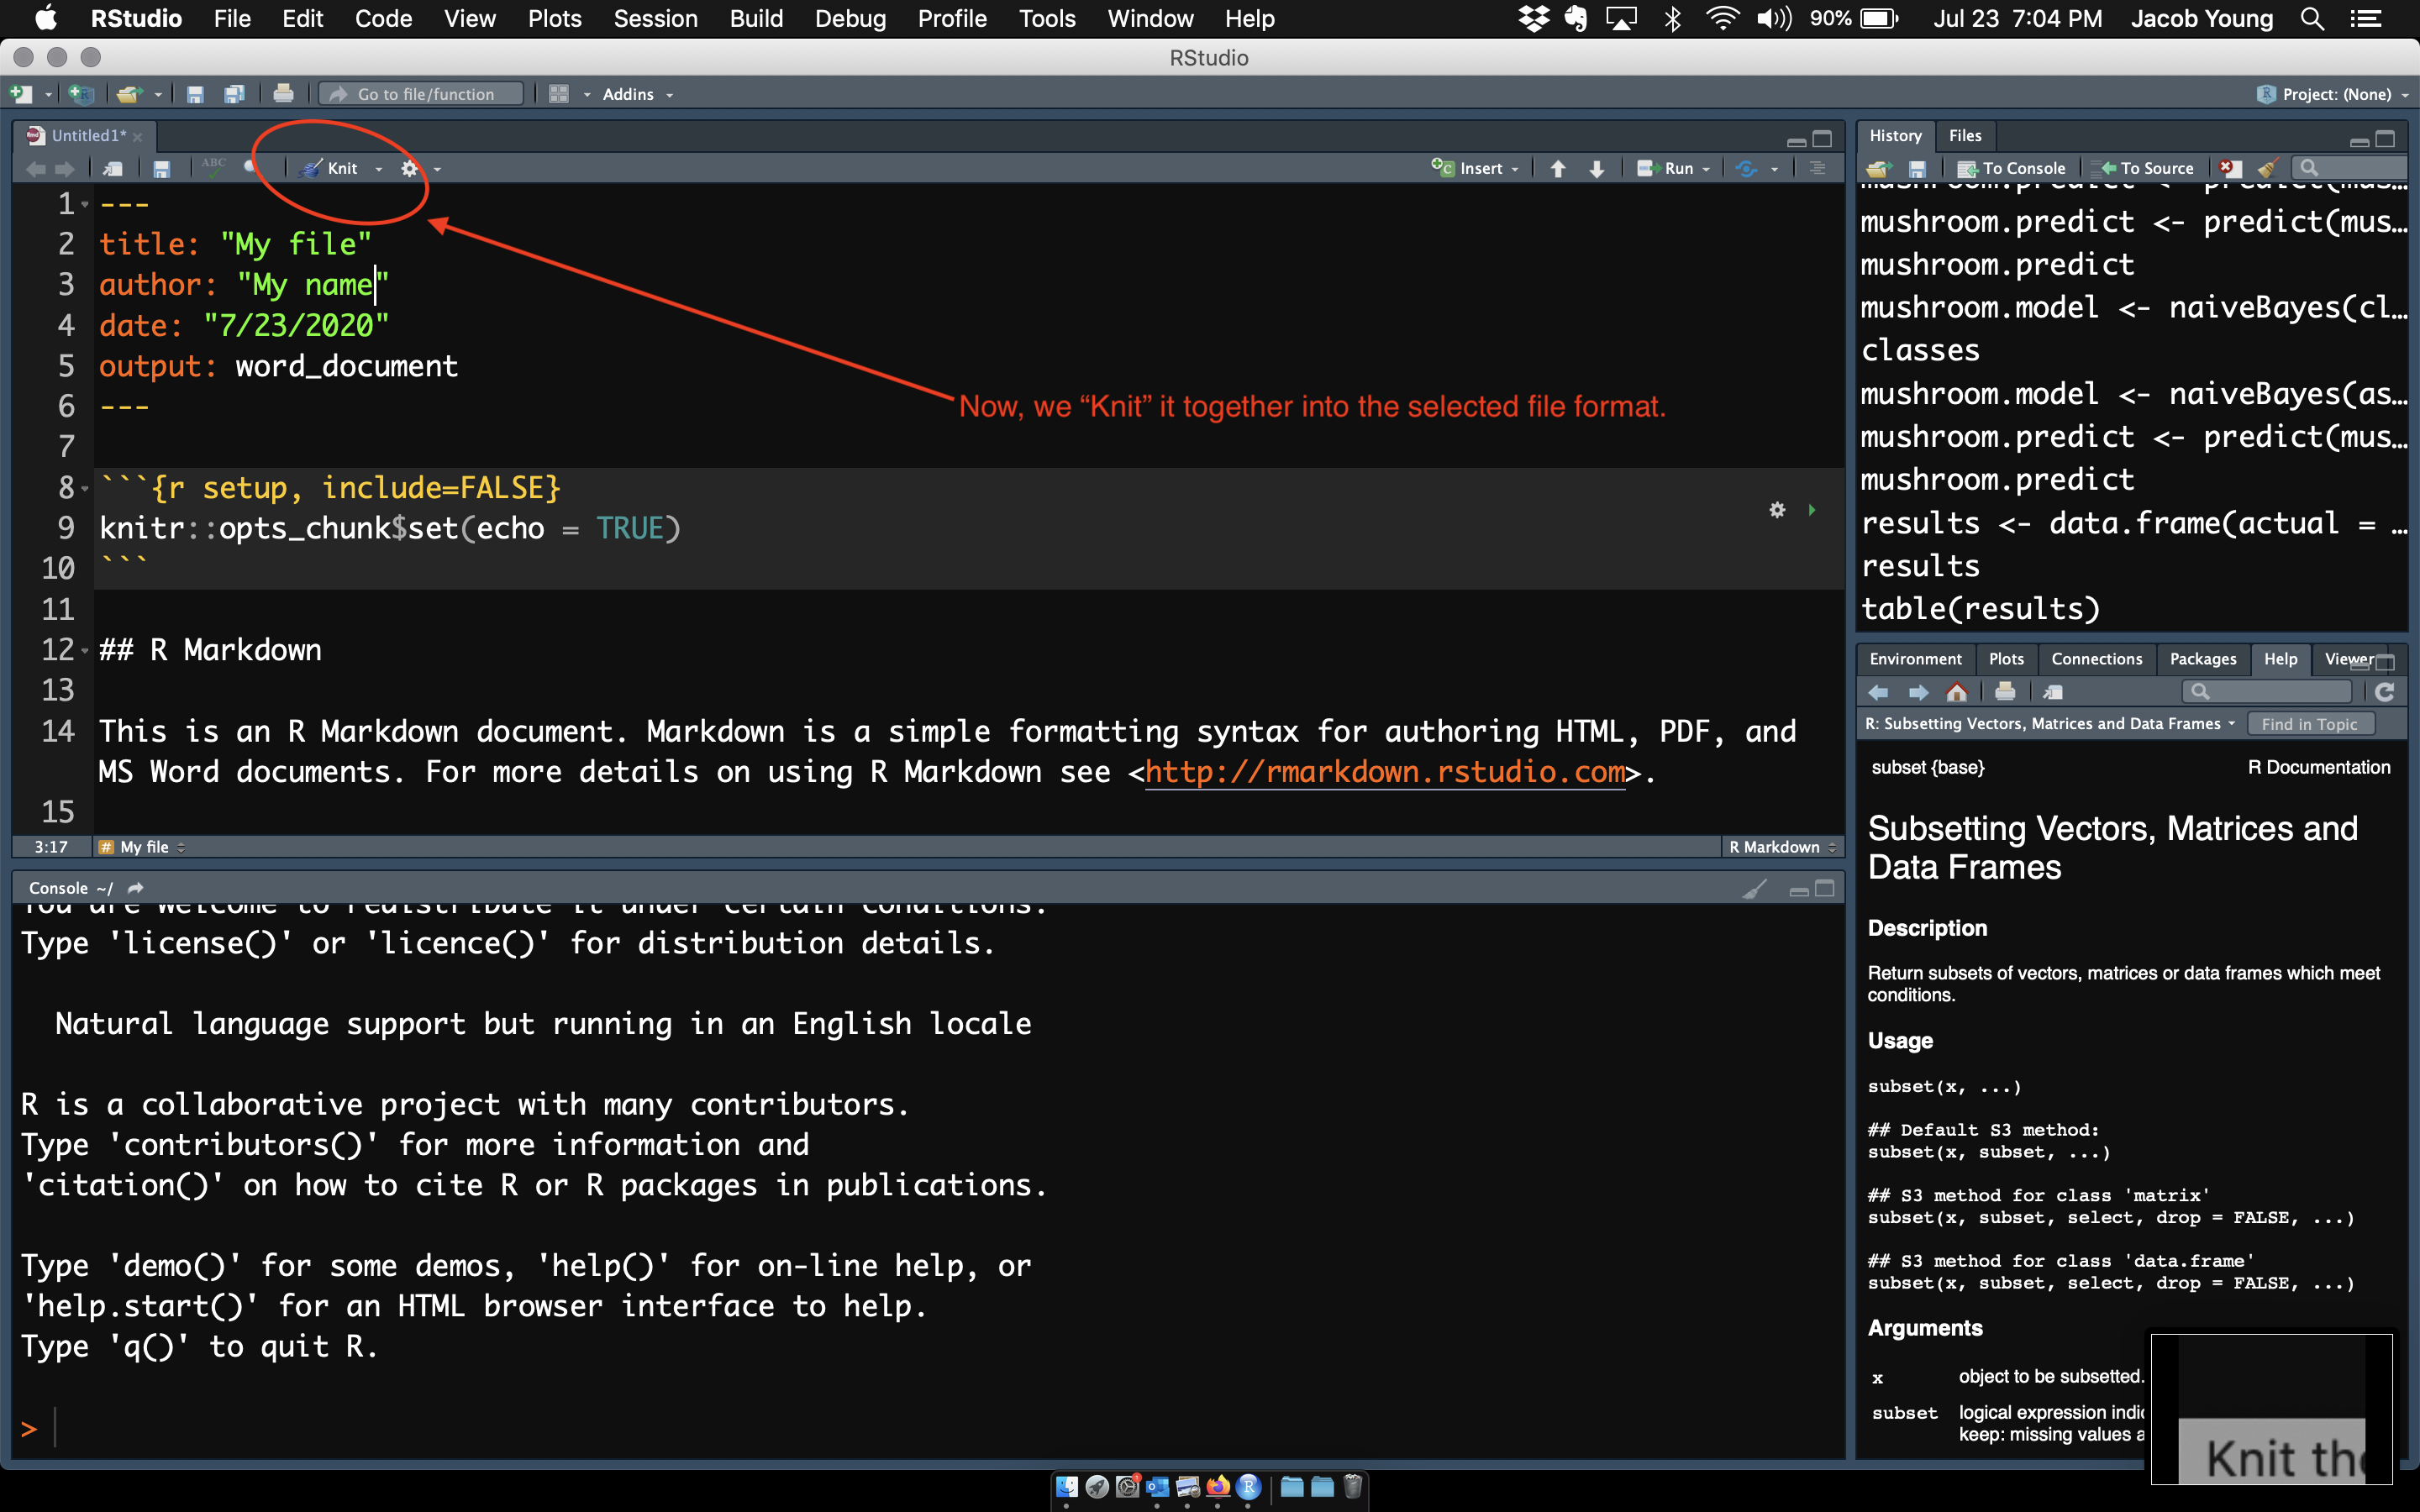 RStudio File Edit Code View Plots Session Build Debug Profile Tools Window Help 90% Jul 23 7:04 PM Jacob Young
RStudio
Go to file/function Addins Project: (None)
Untitled1*
ABC Knit Insert Run
1 ---
2 title: "My file"
3 author: "My name"
4 date: "7/23/2020"
5 output: word_document
6 ---
Now, we “Knit” it together into the selected file format.
7
8 ```{r setup, include=FALSE}
9 knitr::opts_chunk$set(echo = TRUE)
10 ```
11
12 ## R Markdown
13
14 This is an R Markdown document. Markdown is a simple formatting syntax for authoring HTML, PDF, and
MS Word documents. For more details on using R Markdown see <http://rmarkdown.rstudio.com>.
15
3:17 # My file R Markdown
Console ~/
You are welcome to redistribute it under certain conditions.
Type 'license()' or 'licence()' for distribution details.
Natural language support but running in an English locale
R is a collaborative project with many contributors.
Type 'contributors()' for more information and
'citation()' on how to cite R or R packages in publications.
Type 'demo()' for some demos, 'help()' for on-line help, or
'help.start()' for an HTML browser interface to help.
Type 'q()' to quit R.
>
History Files
To Console To Source
mushroom.predict <- predict(mus…
mushroom.predict <- predict(mus…
mushroom.predict
mushroom.model <- naiveBayes(cl…
classes
mushroom.model <- naiveBayes(as…
mushroom.predict <- predict(mus…
mushroom.predict
results <- data.frame(actual = …
results
table(results)
Environment Plots Connections Packages Help Viewer
R: Subsetting Vectors, Matrices and Data Frames Find in Topic
subset {base} R Documentation
Subsetting Vectors, Matrices and
Data Frames
Description
Return subsets of vectors, matrices or data frames which meet
conditions.
Usage
subset(x, ...)
## Default S3 method:
subset(x, subset, ...)
## S3 method for class 'matrix'
subset(x, subset, select, drop = FALSE, ...)
## S3 method for class 'data.frame'
subset(x, subset, select, drop = FALSE, ...)
Arguments
x object to be subsetted.
subset logical expression
keep: missing values
Knit